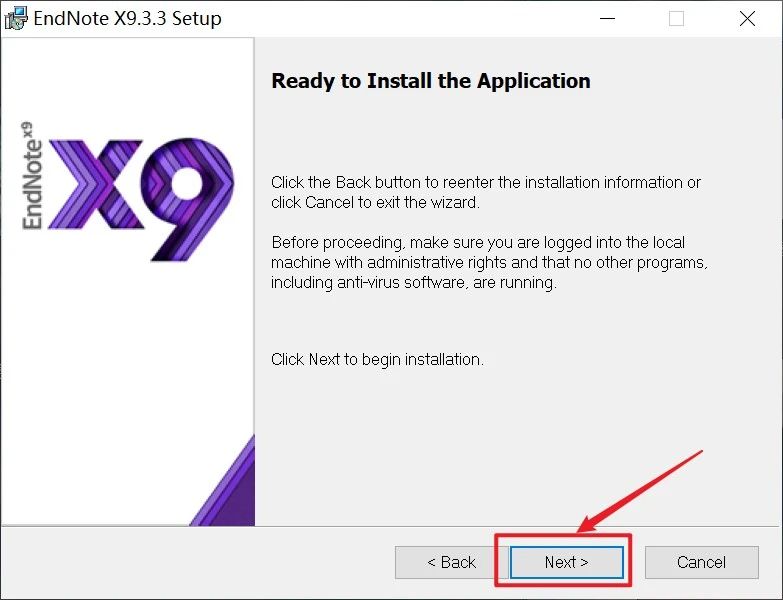 EndNote X9.3.3 Setup
EndNote x9
X9
Ready to Install the Application
Click the Back button to reenter the installation information or
click Cancel to exit the wizard.
Before proceeding, make sure you are logged into the local
machine with administrative rights and that no other programs,
including anti-virus software, are running.
Click Next to begin installation.
< Back
Next >
Cancel